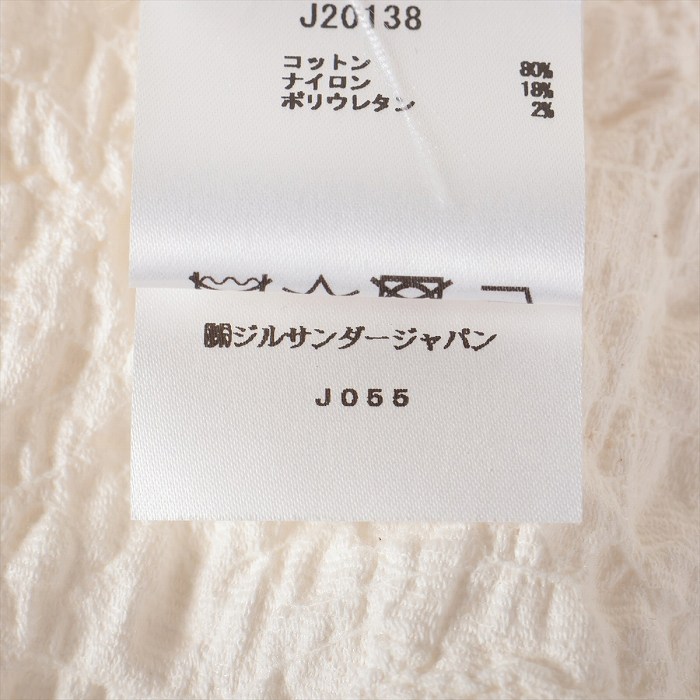 J20138
コットン 80%
ナイロン 18%
ポリウレタン 2%
㈱ジルサンダージャパン
J055